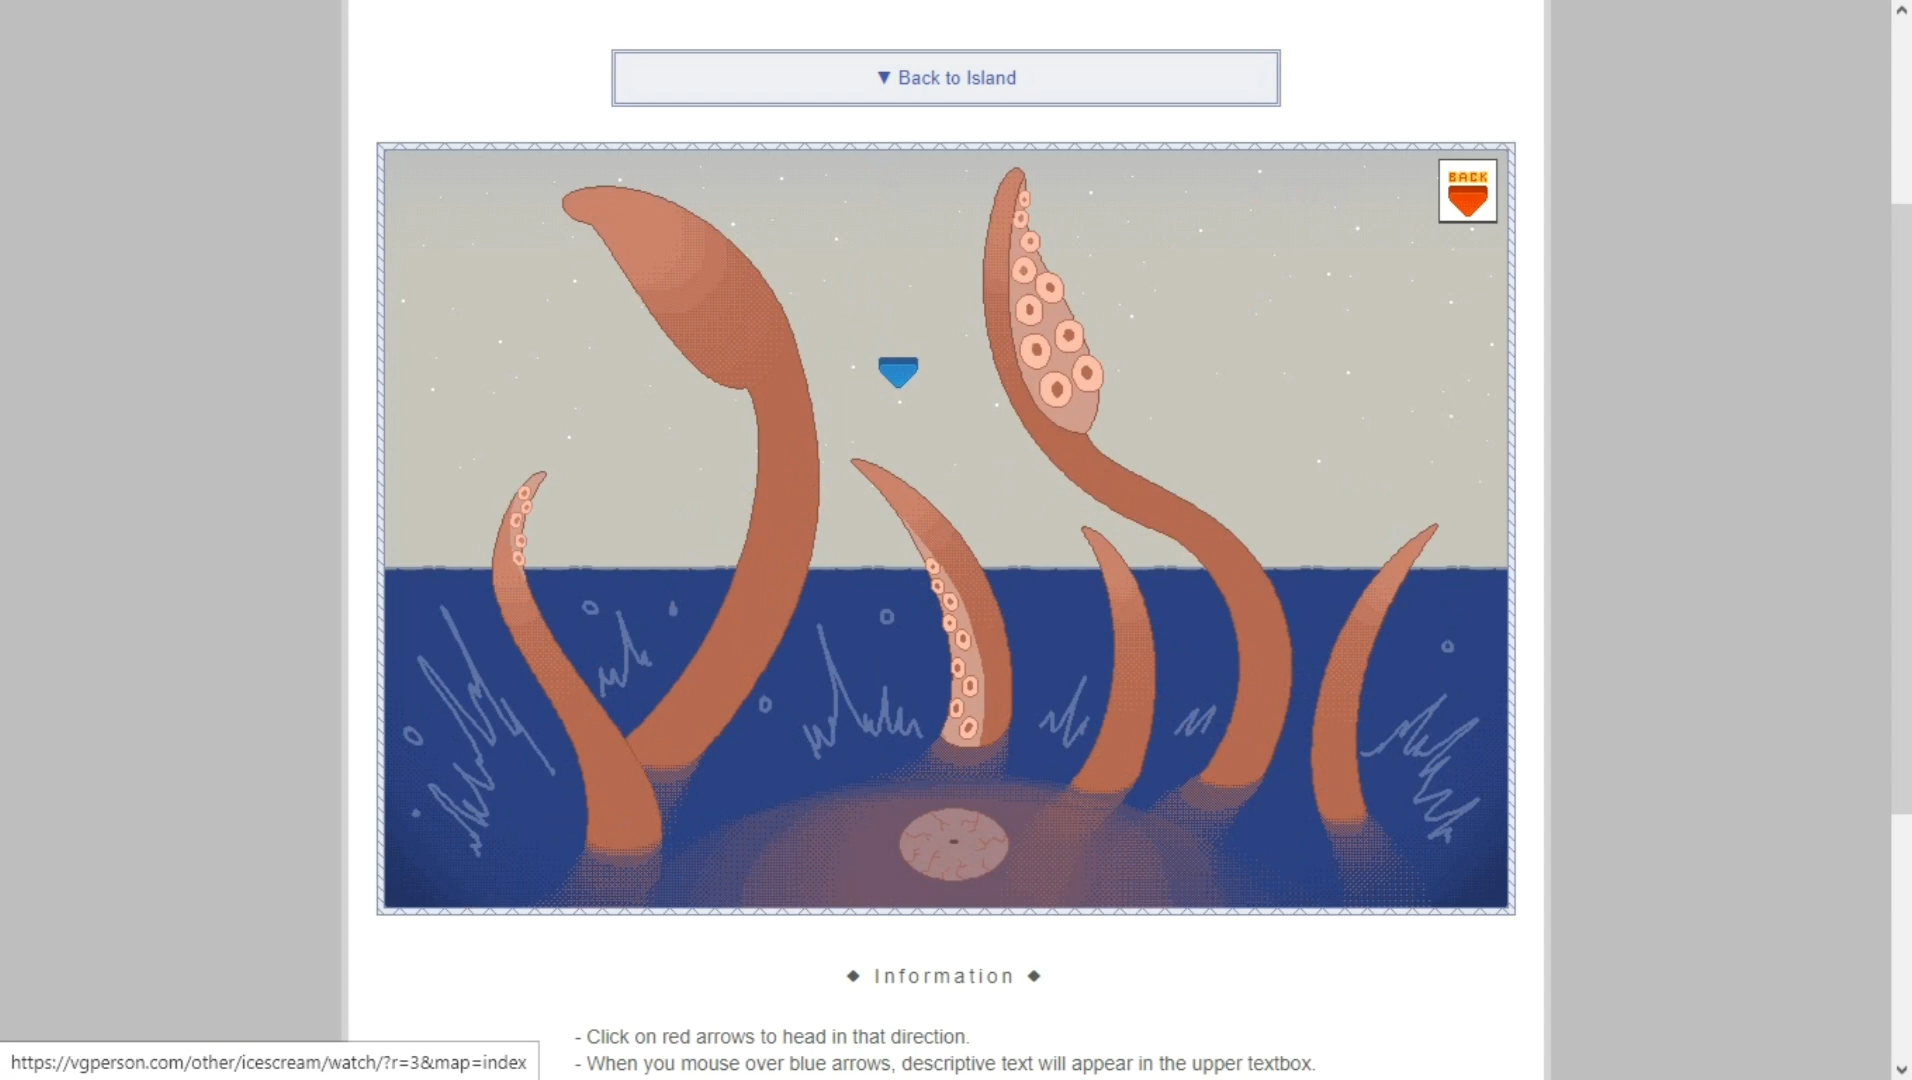 ▼ Back to Island
BACK
◆ Information ◆
- Click on red arrows to head in that direction.
- When you mouse over blue arrows, descriptive text will appear in the upper textbox.
https://vgperson.com/other/icescream/watch/?r=3&map=index